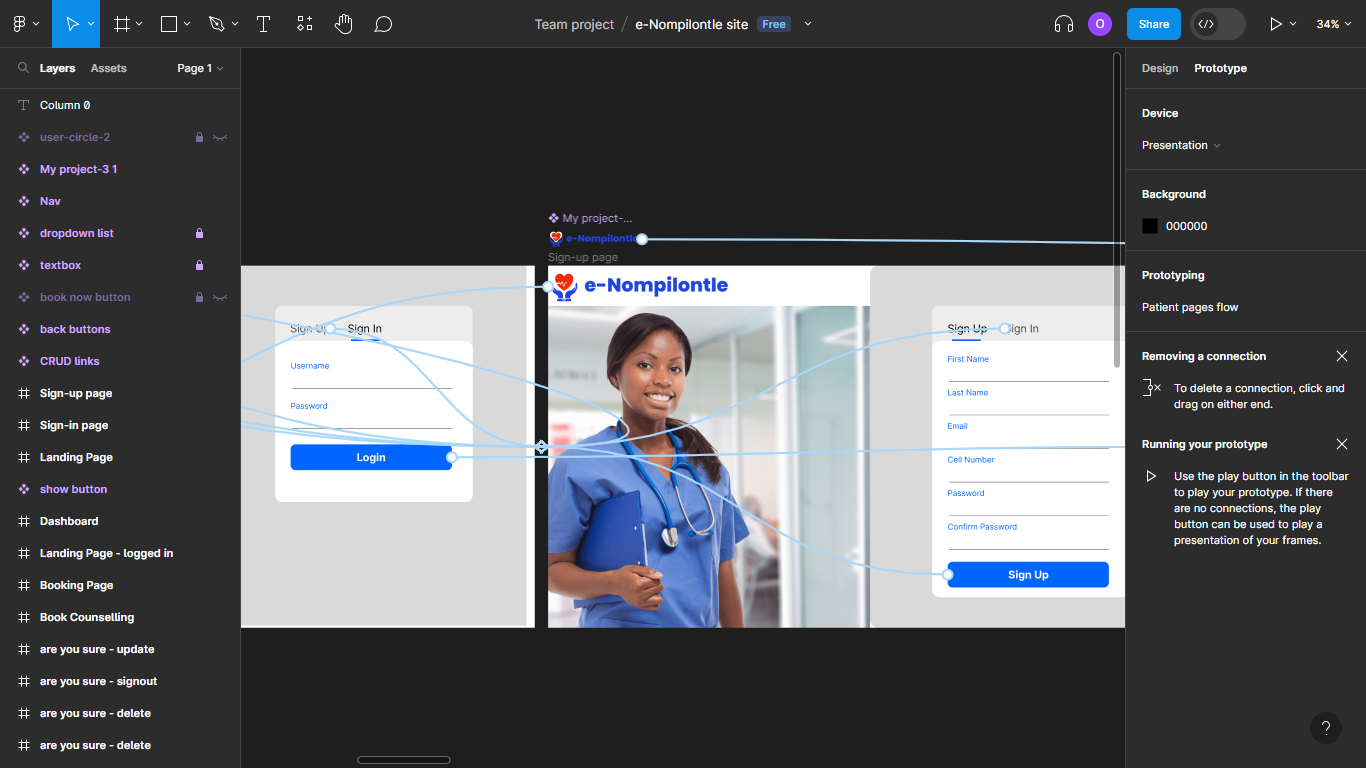 Team project / e-Nompilontle site Free
O
Share
34%
Layers Assets Page 1
Column 0
user-circle-2
My project-3 1
Nav
dropdown list
textbox
book now button
back buttons
CRUD links
Sign-up page
Sign-in page
Landing Page
show button
Dashboard
Landing Page - logged in
Booking Page
Book Counselling
are you sure - update
are you sure - signout
are you sure - delete
are you sure - delete
Sign Up Sign In
Username
Password
Login
My project-...
e-Nompilontle
Sign-up page
e-Nompilontle
Sign Up Sign In
First Name
Last Name
Email
Cell Number
Password
Confirm Password
Sign Up
Design Prototype
Device
Presentation
Background
000000
Prototyping
Patient pages flow
Removing a connection
To delete a connection, click and
drag on either end.
Running your prototype
Use the play button in the toolbar
to play your prototype. If there
are no connections, the play
button can be used to play a
presentation of your frames.
?